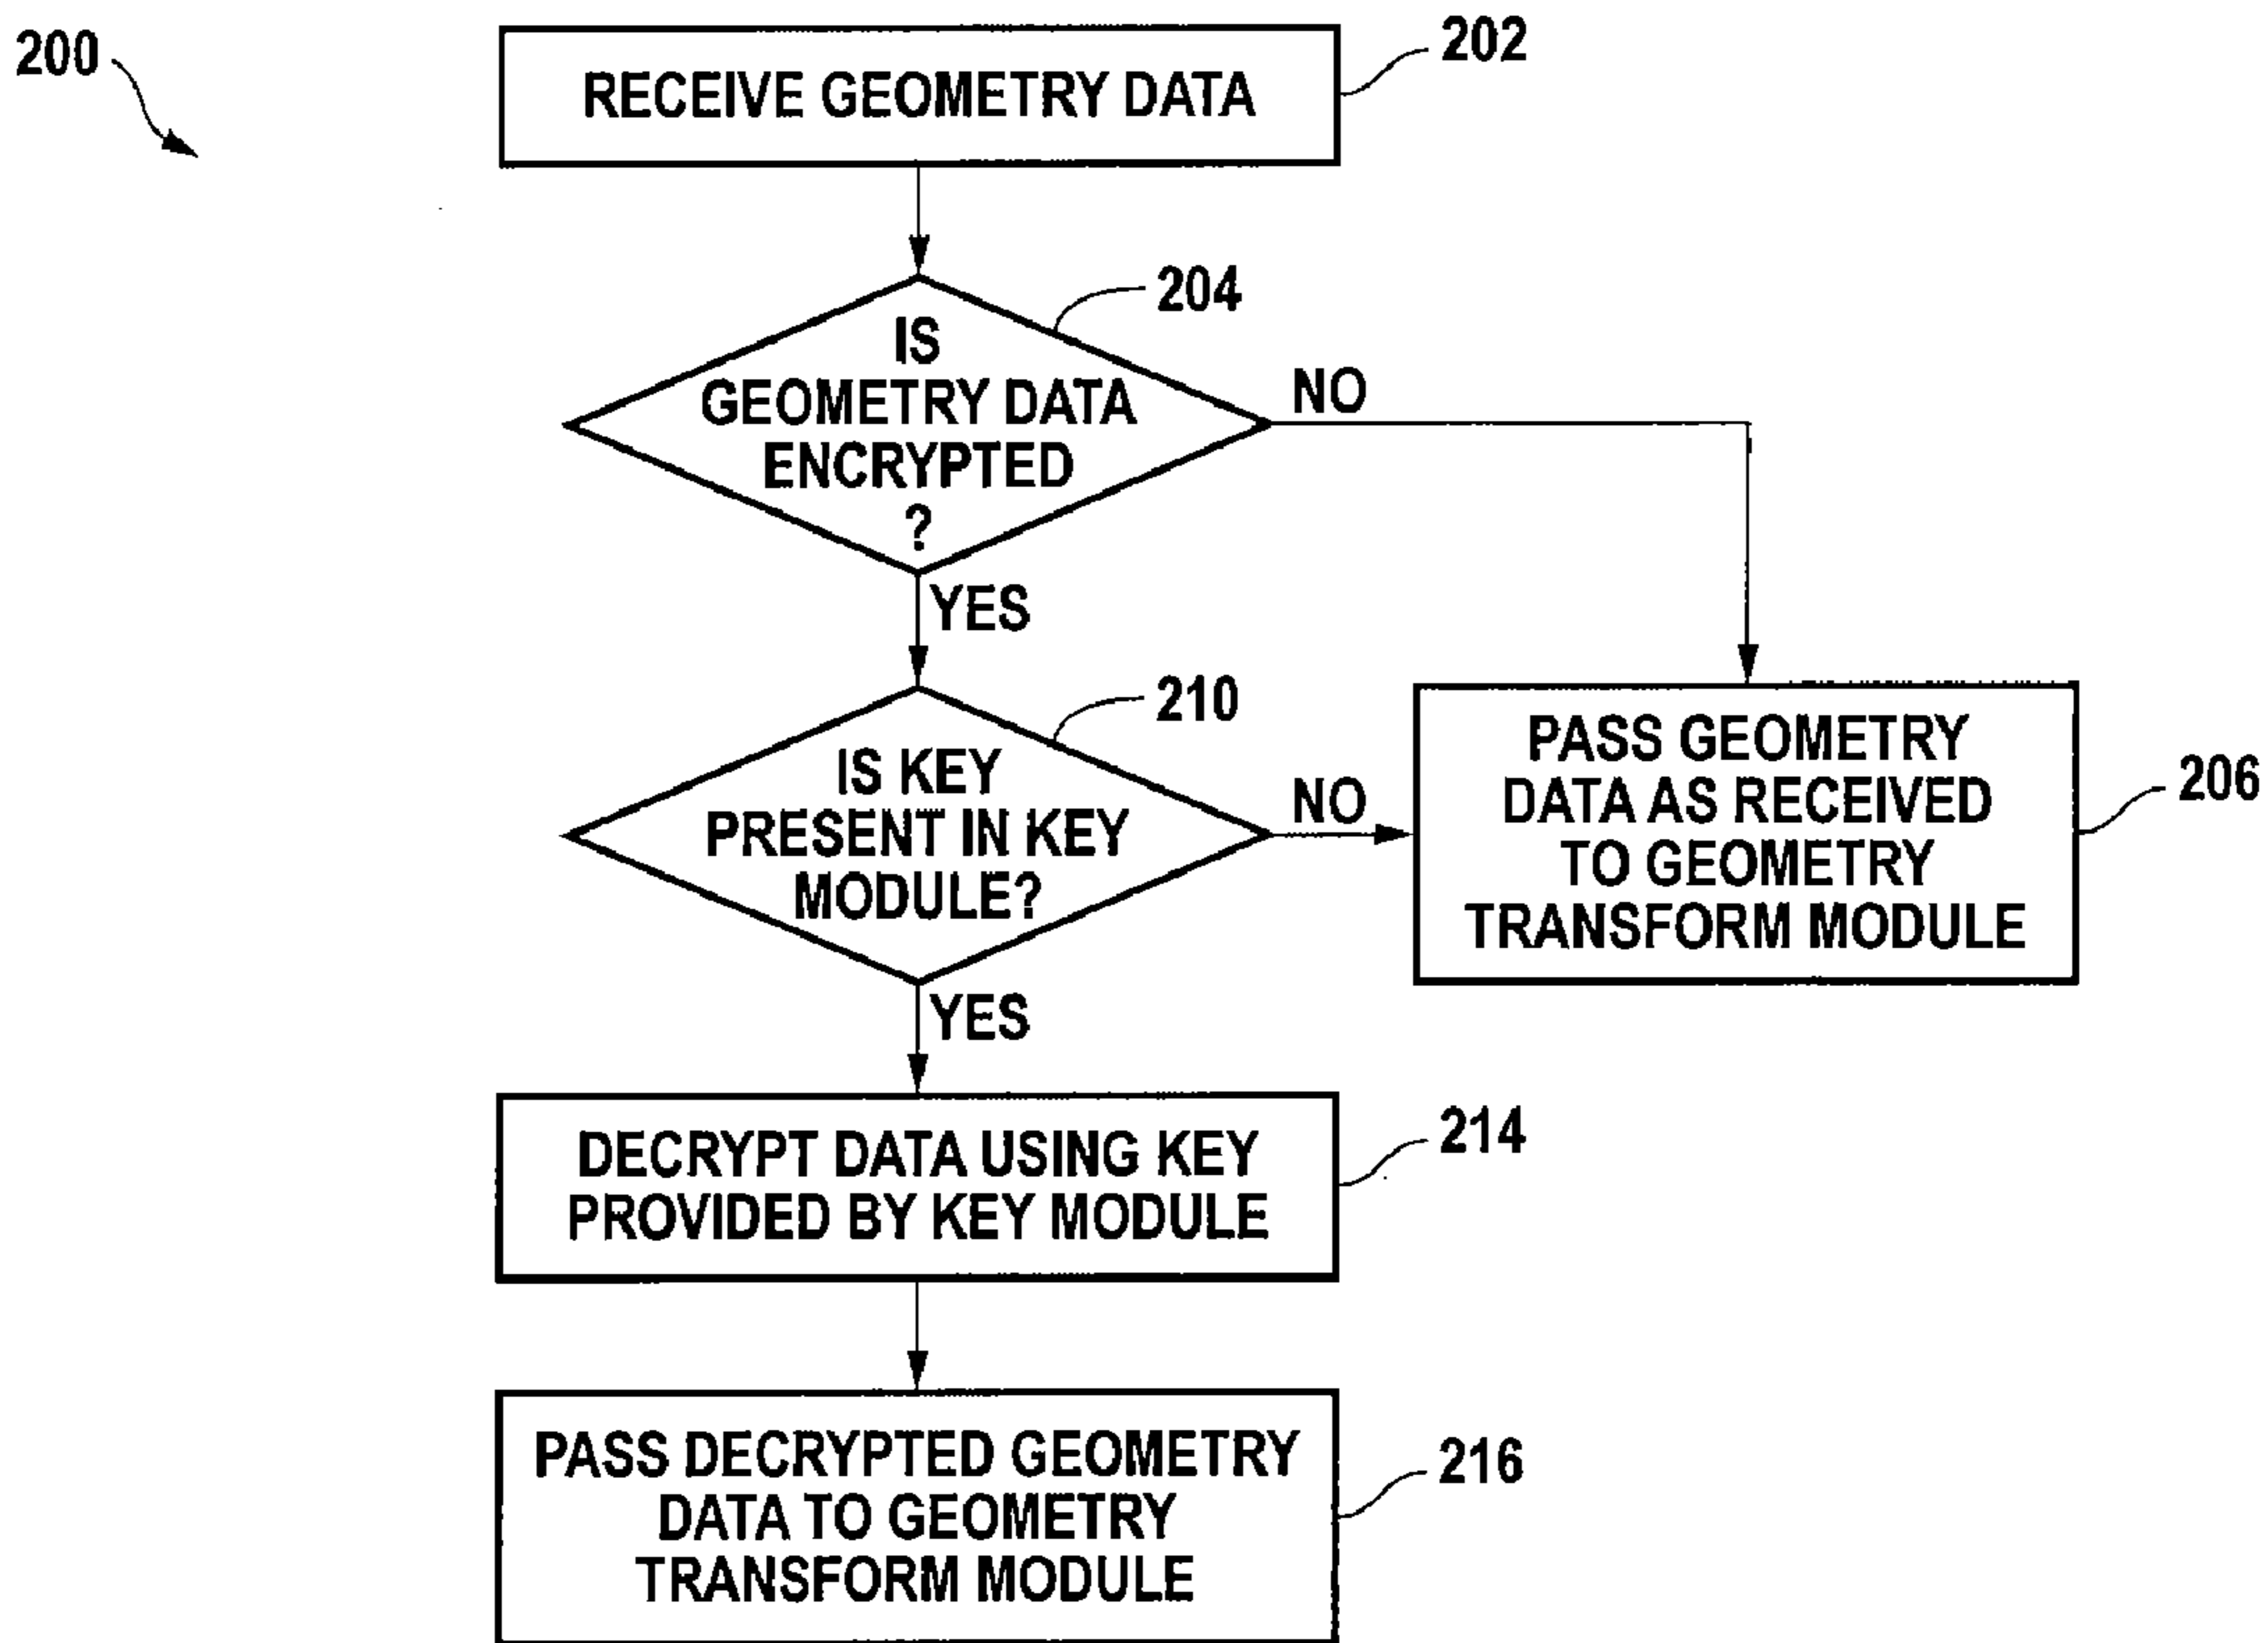 200
RECEIVE GEOMETRY DATA
202
204
IS
GEOMETRY DATA
ENCRYPTED
?
NO
YES
210
IS KEY
PRESENT IN KEY
MODULE?
NO
PASS GEOMETRY
DATA AS RECEIVED
TO GEOMETRY
TRANSFORM MODULE
206
YES
DECRYPT DATA USING KEY
PROVIDED BY KEY MODULE
214
PASS DECRYPTED GEOMETRY
DATA TO GEOMETRY
TRANSFORM MODULE
216